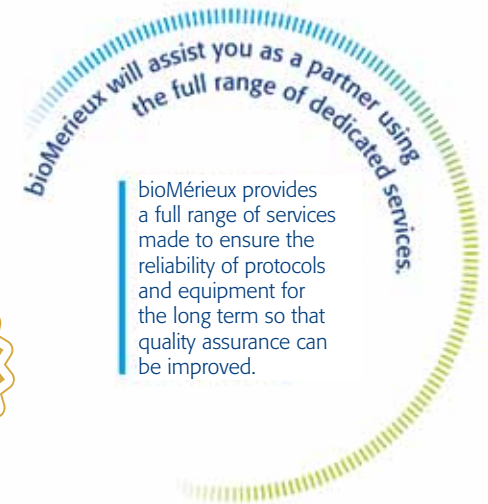 bioMerieux will assist you as a partner using
the full range of dedicated services.
bioMérieux provides
a full range of services
made to ensure the
reliability of protocols
and equipment for
the long term so that
quality assurance can
be improved.